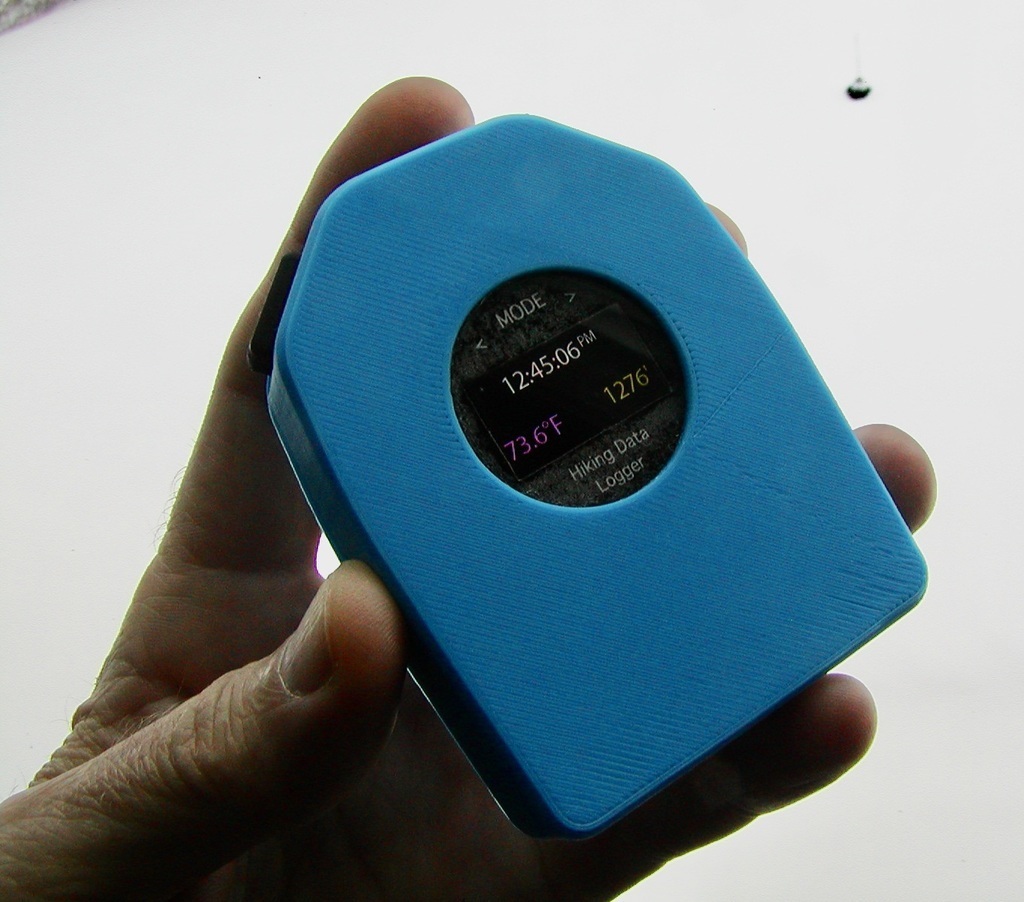 < MODE >
12:45:06 PM
1276'
73.6°F
Hiking Data
Logger